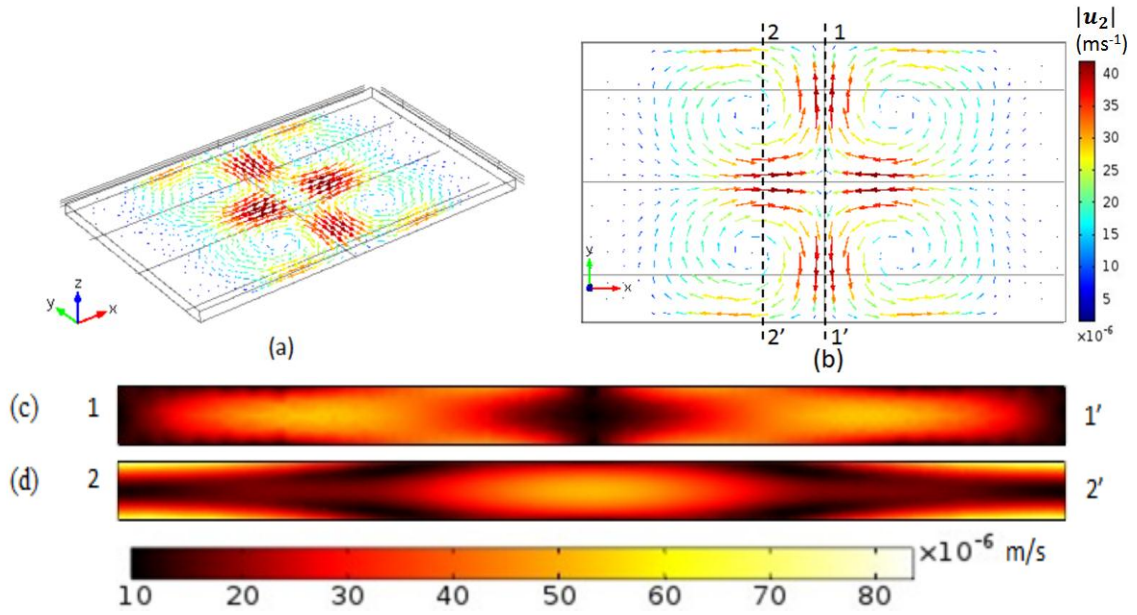 2 1
|u₂|
(ms⁻¹)
40
35
30
25
20
15
10
5
×10⁻⁶
z
y x
(a)
y
x
2′ 1′
(b)
(c) 1 1′
(d) 2 2′
×10⁻⁶ m/s
10 20 30 40 50 60 70 80